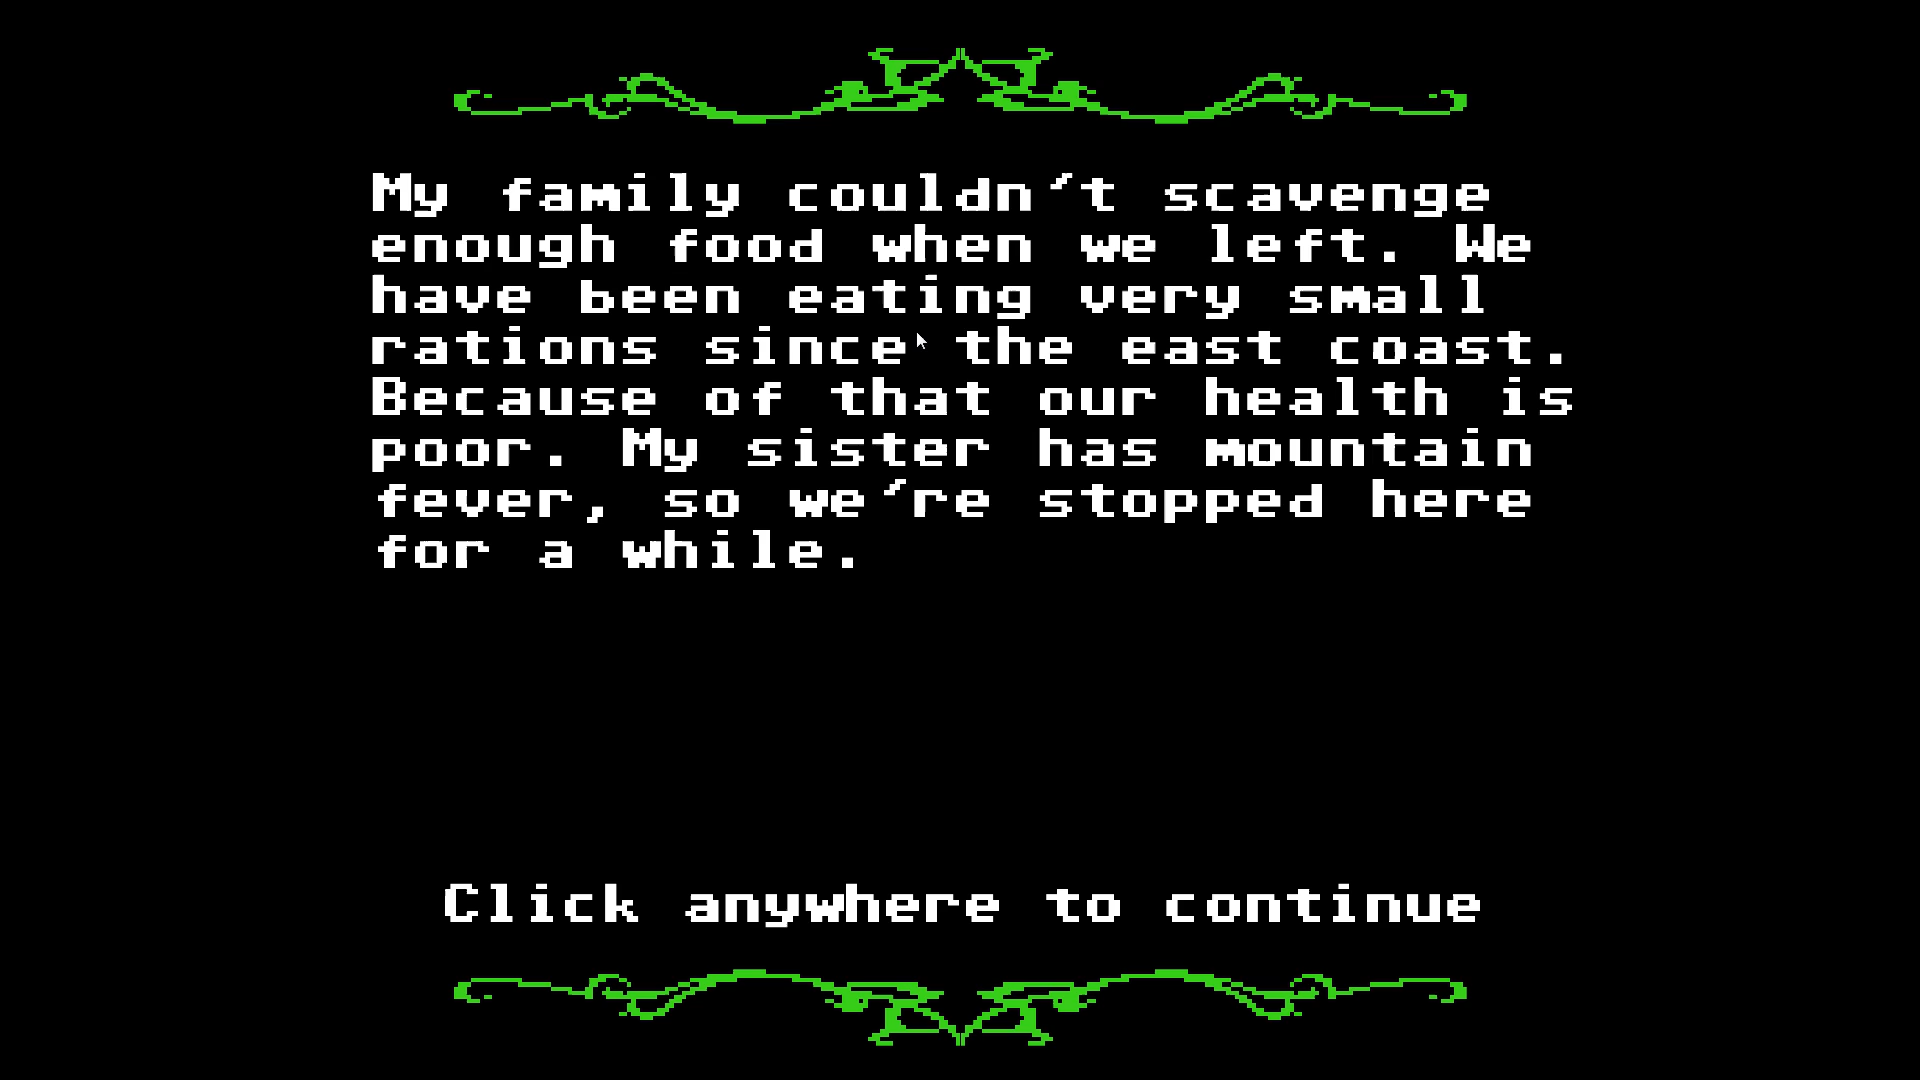 My family couldn't scavenge
enough food when we left. We
have been eating very small
rations since the east coast.
Because of that our health is
poor. My sister has mountain
fever, so we're stopped here
for a while.
Click anywhere to continue